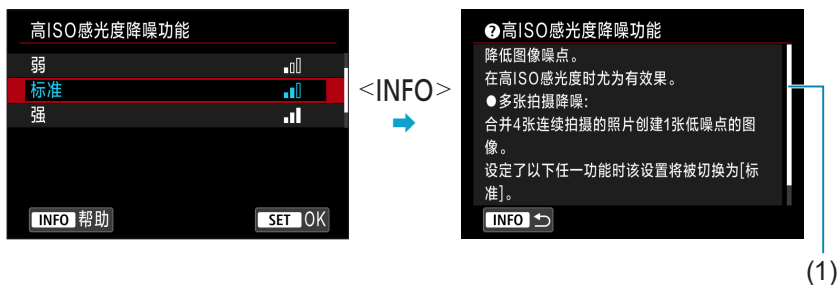 高ISO感光度降噪功能
弱
标准
强
INFO 帮助
SET OK
<INFO>
?高ISO感光度降噪功能
降低图像噪点。
在高ISO感光度时尤为有效果。
●多张拍摄降噪:
合并4张连续拍摄的照片创建1张低噪点的图
像。
设定了以下任一功能时该设置将被切换为[标
准]。
INFO
(1)